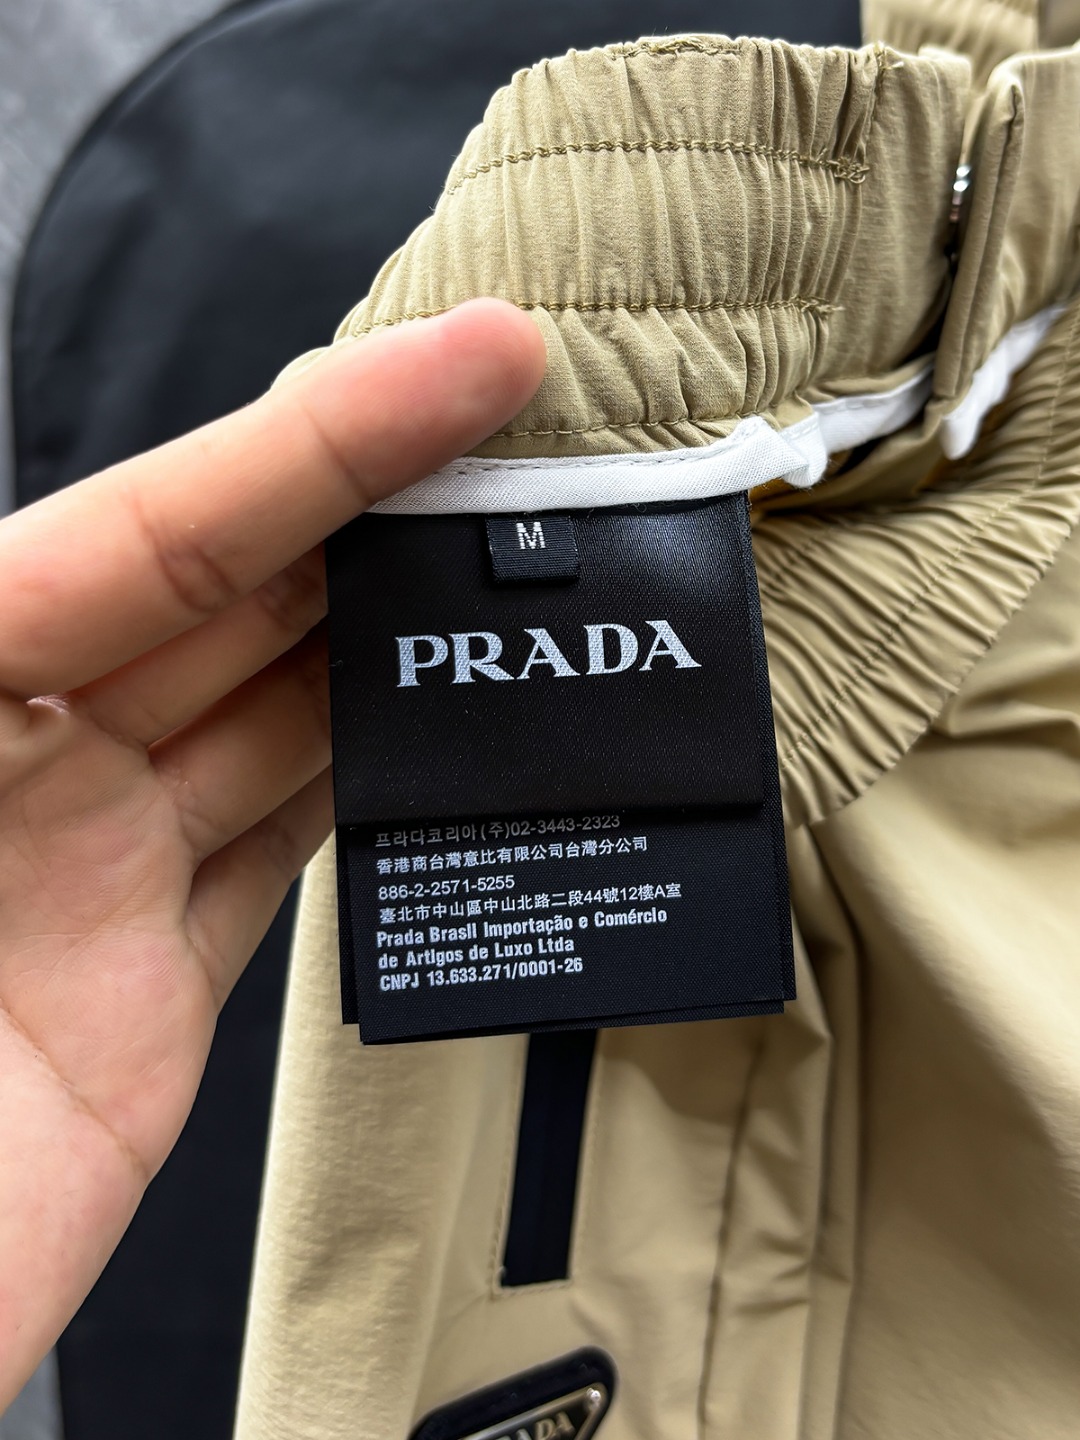 M
PRADA
프라다코리아(주)02-3443-2323
香港商台灣意比有限公司台灣分公司
886-2-2571-5255
臺北市中山區中山北路二段44號12樓A室
Prada Brasil Importação e Comércio
de Artigos de Luxo Ltda
CNPJ 13.633.271/0001-26
PRADA